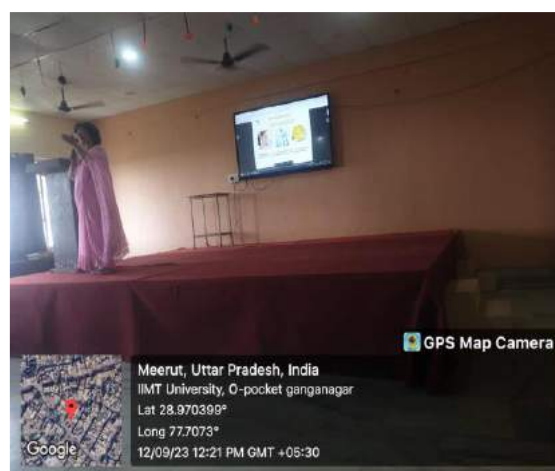 GPS Map Camera
Meerut, Uttar Pradesh, India
IIMT University, O-pocket ganganagar
Lat 28.970399°
Long 77.7073°
12/09/23 12:21 PM GMT +05:30
Google